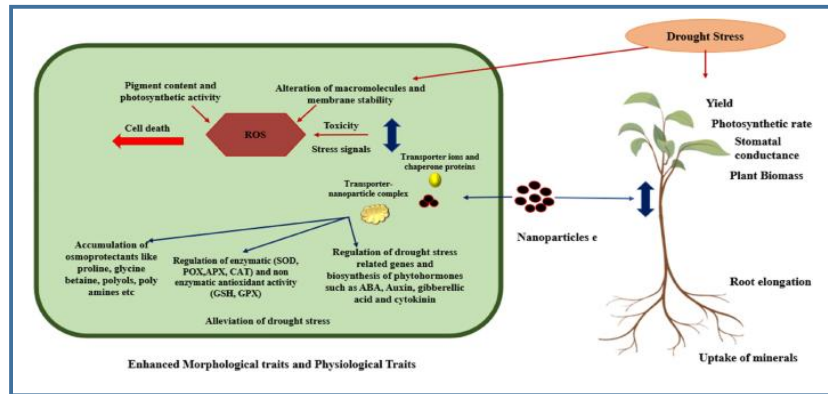 Drought Stress
Pigment content and
photosynthetic activity
Alteration of macromolecules and
membrane stability
Cell death
ROS
Toxicity
Stress signals
Transporter ions and
chaperene proteins
Transporter-
nanoparticle complex
Accumulation of
osmoprotectants like
proline, glycine
betaine, polyols, poly
amines etc
Regulation of enzymatic (SOD,
POX,APX, CAT) and non
enzymatic antioxidant activity
(GSH, GPX)
Regulation of drought stress
related genes and
biosynthesis of phytohormones
such as ABA, Auxin, gibberellic
acid and cytokinin
Alleviation of drought stress
Enhanced Morphological traits and Physiological Traits
Nanoparticles e
Yield
Photosynthetic rate
Stomatal
conductance
Plant Biomass
Root elongation
Uptake of minerals